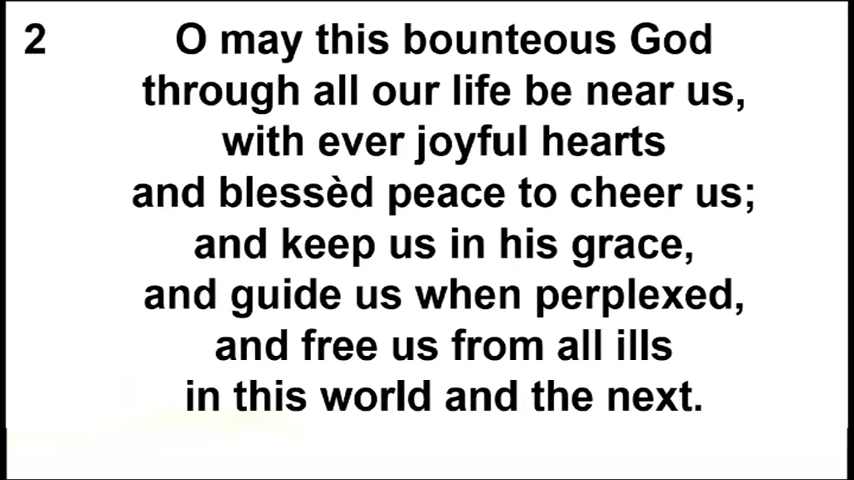 2
O may this bounteous God
through all our life be near us,
with ever joyful hearts
and blessèd peace to cheer us;
and keep us in his grace,
and guide us when perplexed,
and free us from all ills
in this world and the next.